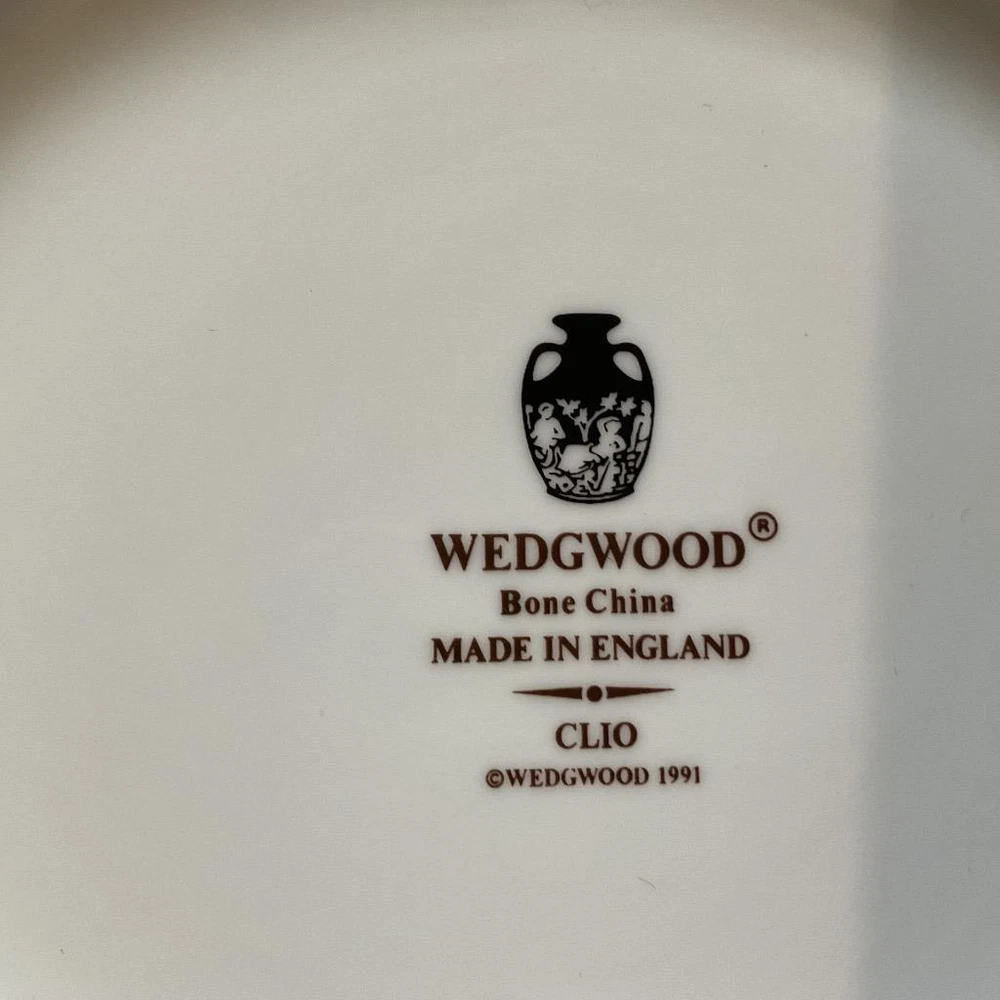 WEDGWOOD®
Bone China
MADE IN ENGLAND
CLIO
©WEDGWOOD 1991